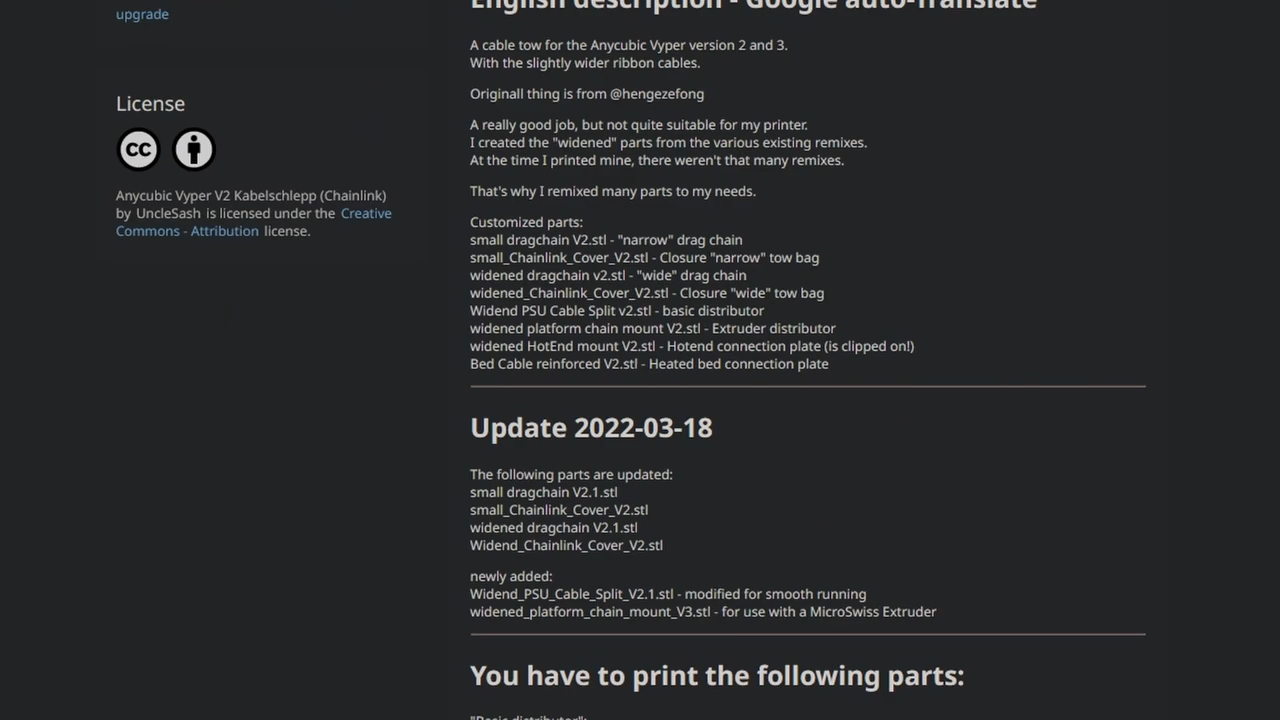 upgrade
License
Anycubic Vyper V2 Kabelschlepp (Chainlink)
by UncleSash is licensed under the Creative
Commons - Attribution license.
English description - Google auto-Translate
A cable tow for the Anycubic Vyper version 2 and 3.
With the slightly wider ribbon cables.
Originall thing is from @hengezefong
A really good job, but not quite suitable for my printer.
I created the "widened" parts from the various existing remixes.
At the time I printed mine, there weren't that many remixes.
That's why I remixed many parts to my needs.
Customized parts:
small dragchain V2.stl - "narrow" drag chain
small_Chainlink_Cover_V2.stl - Closure "narrow" tow bag
widened dragchain v2.stl - "wide" drag chain
widened_Chainlink_Cover_V2.stl - Closure "wide" tow bag
Widend PSU Cable Split v2.stl - basic distributor
widened platform chain mount V2.stl - Extruder distributor
widened HotEnd mount V2.stl - Hotend connection plate (is clipped on!)
Bed Cable reinforced V2.stl - Heated bed connection plate
Update 2022-03-18
The following parts are updated:
small dragchain V2.1.stl
small_Chainlink_Cover_V2.stl
widened dragchain V2.1.stl
Widend_Chainlink_Cover_V2.stl
newly added:
Widend_PSU_Cable_Split_V2.1.stl - modified for smooth running
widened_platform_chain_mount_V3.stl - for use with a MicroSwiss Extruder
You have to print the following parts:
"Basic distributor":